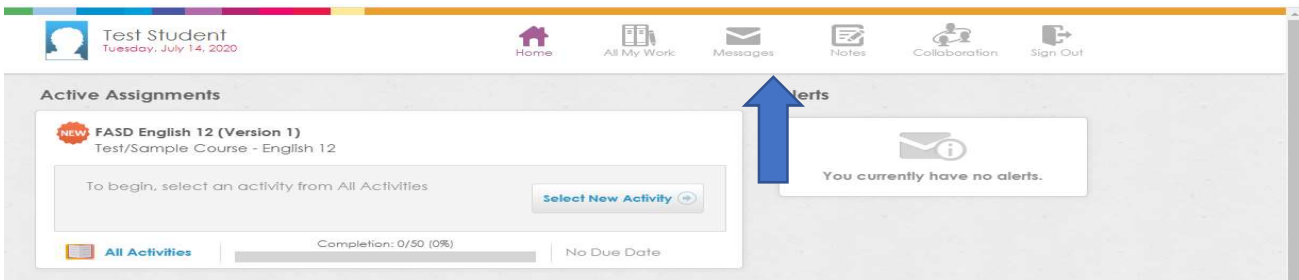 Test Student
Tuesday, July 14, 2020
Home
All My Work
Messages
Notes
Collaboration
Sign Out
Active Assignments
lerts
NEW
FASD English 12 (Version 1)
Test/Sample Course - English 12
To begin, select an activity from All Activities
Select New Activity
You currently have no alerts.
All Activities
Completion: 0/50 (0%)
No Due Date